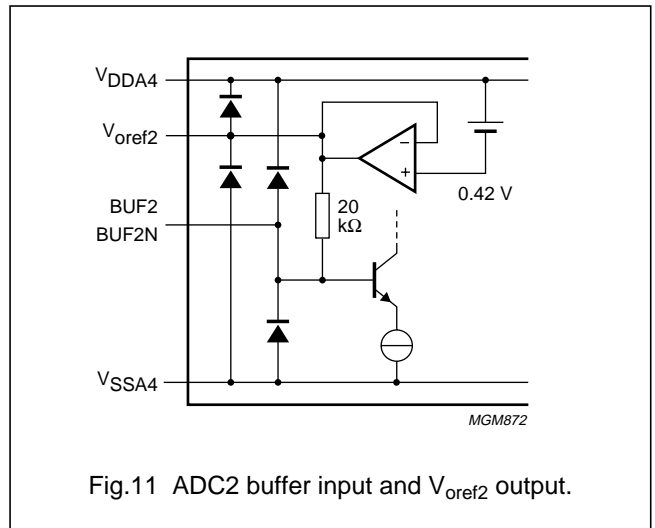 VDDA4
Voref2
BUF2
BUF2N
VSSA4
−
+
0.42 V
20
kΩ
MGM872
Fig.11 ADC2 buffer input and Voref2 output.